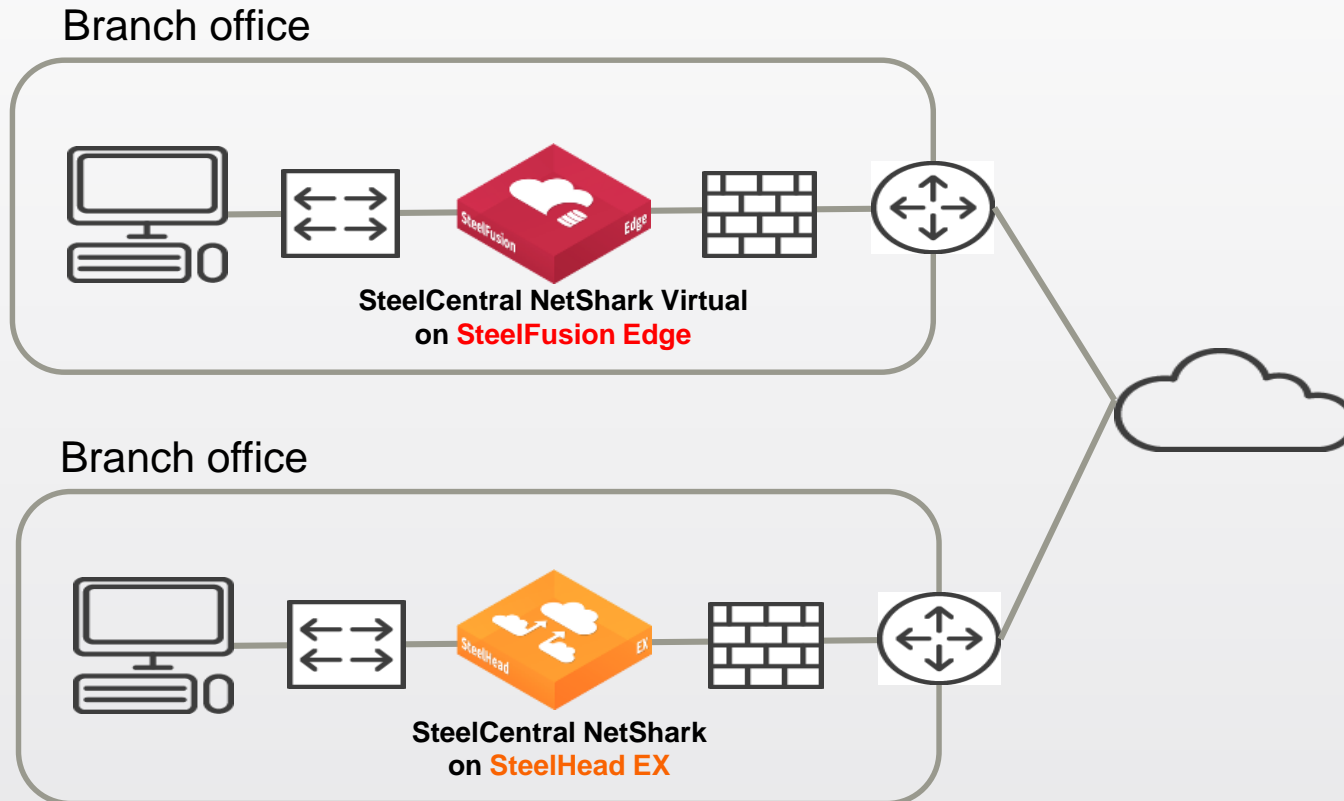 Branch office
SteelFusion
Edge
SteelCentral NetShark Virtual
on SteelFusion Edge
Branch office
SteelHead
EX
SteelCentral NetShark
on SteelHead EX